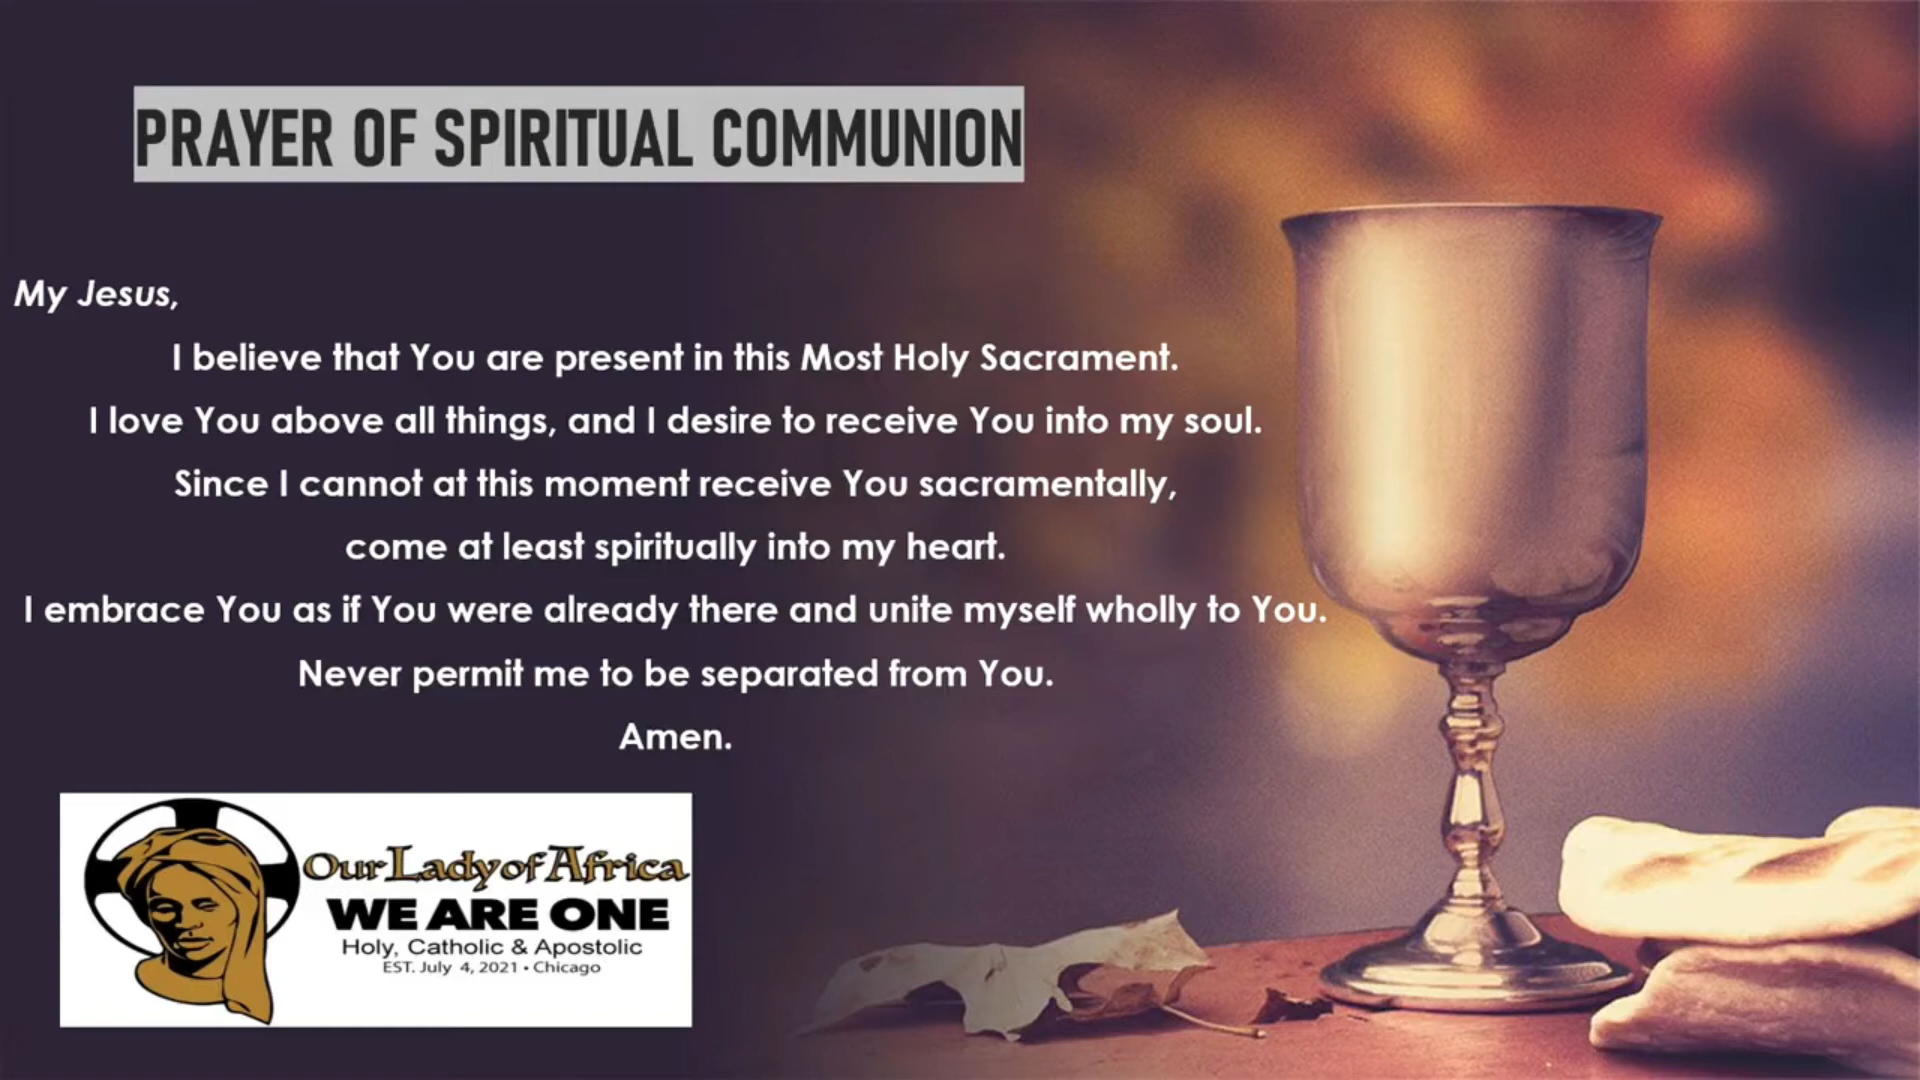 PRAYER OF SPIRITUAL COMMUNION
My Jesus,
I believe that You are present in this Most Holy Sacrament.
I love You above all things, and I desire to receive You into my soul.
Since I cannot at this moment receive You sacramentally,
come at least spiritually into my heart.
I embrace You as if You were already there and unite myself wholly to You.
Never permit me to be separated from You.
Amen.
Our Lady of Africa
WE ARE ONE
Holy, Catholic & Apostolic
EST. July 4, 2021 • Chicago